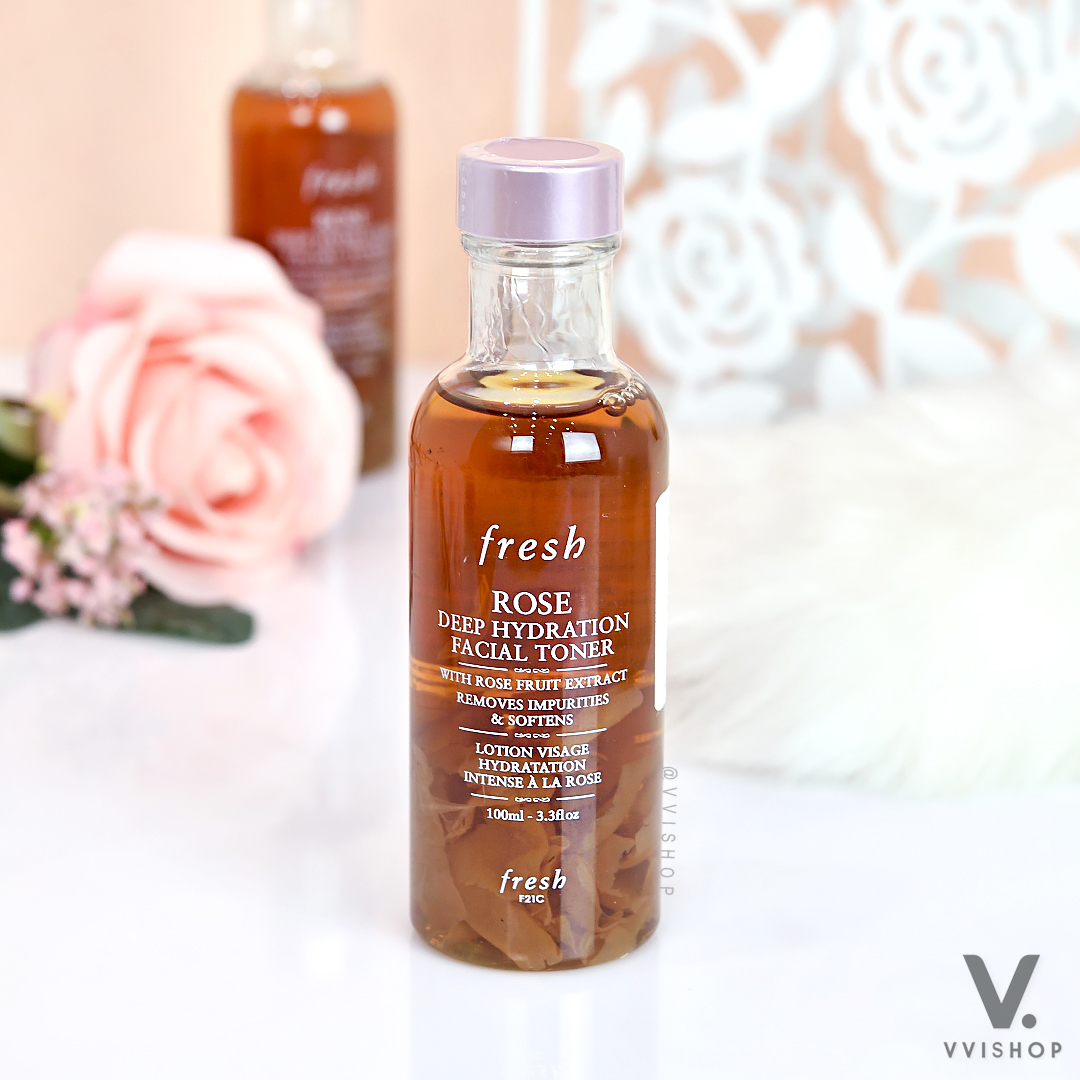 fresh
ROSE
DEEP HYDRATION
FACIAL TONER
WITH ROSE FRUIT EXTRACT
REMOVES IMPURITIES
& SOFTENS
LOTION VISAGE
HYDRATATION
INTENSE À LA ROSE
100ml - 3.3fl oz
fresh
F21C
@VVISHOP
fresh
ROSE
V.
VVISHOP